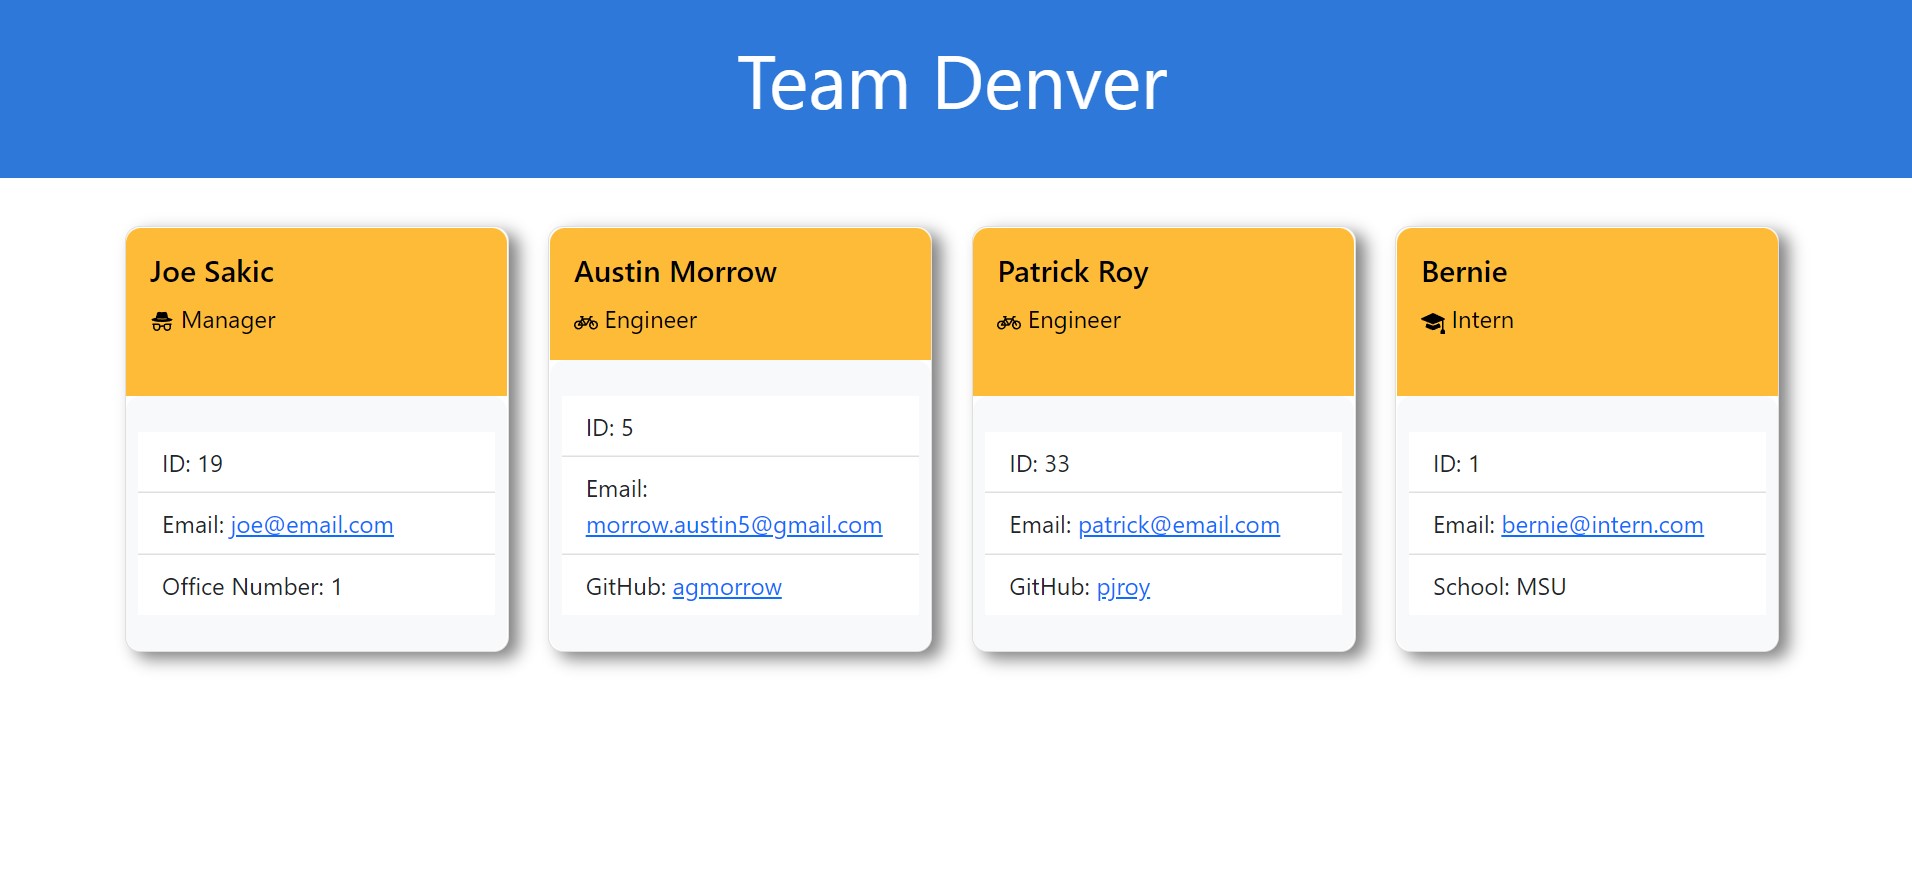 Team Denver
Joe Sakic
Manager
ID: 19
Email: joe@email.com
Office Number: 1
Austin Morrow
Engineer
ID: 5
Email:
morrow.austin5@gmail.com
GitHub: agmorrow
Patrick Roy
Engineer
ID: 33
Email: patrick@email.com
GitHub: pjroy
Bernie
Intern
ID: 1
Email: bernie@intern.com
School: MSU